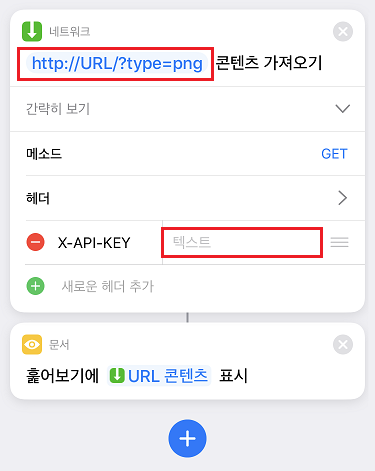 네트워크
http://URL/?type=png 콘텐츠 가져오기
간략히 보기
메소드 GET
헤더
X-API-KEY 텍스트
새로운 헤더 추가
문서
훑어보기에 URL 콘텐츠 표시